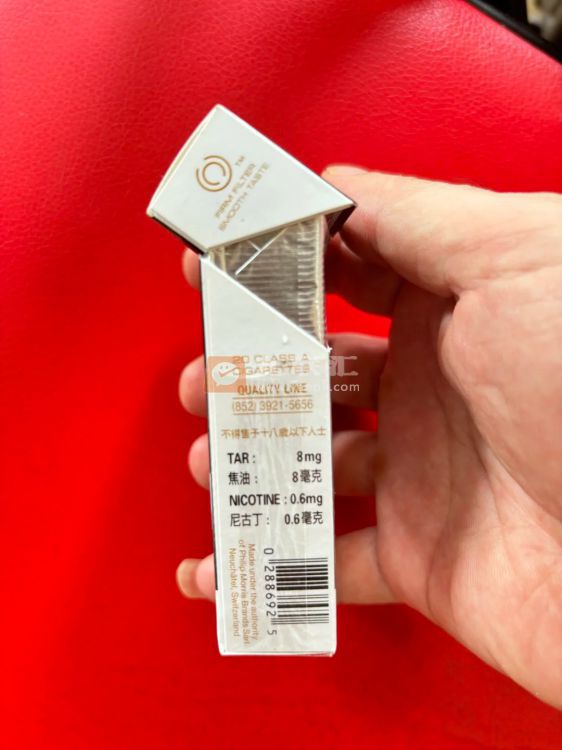 ™
FIRM FILTER
SMOOTH TASTE
20 CLASS A
CIGARETTES
QUALITY LINE
(852) 3921-5656
不得售予十八歲以下人士
TAR : 8mg
焦油 : 8毫克
NICOTINE : 0.6mg
尼古丁 : 0.6毫克
Made under the authority
of Philip Morris Brands Sàrl
Neuchâtel, Switzerland
0 288692 5